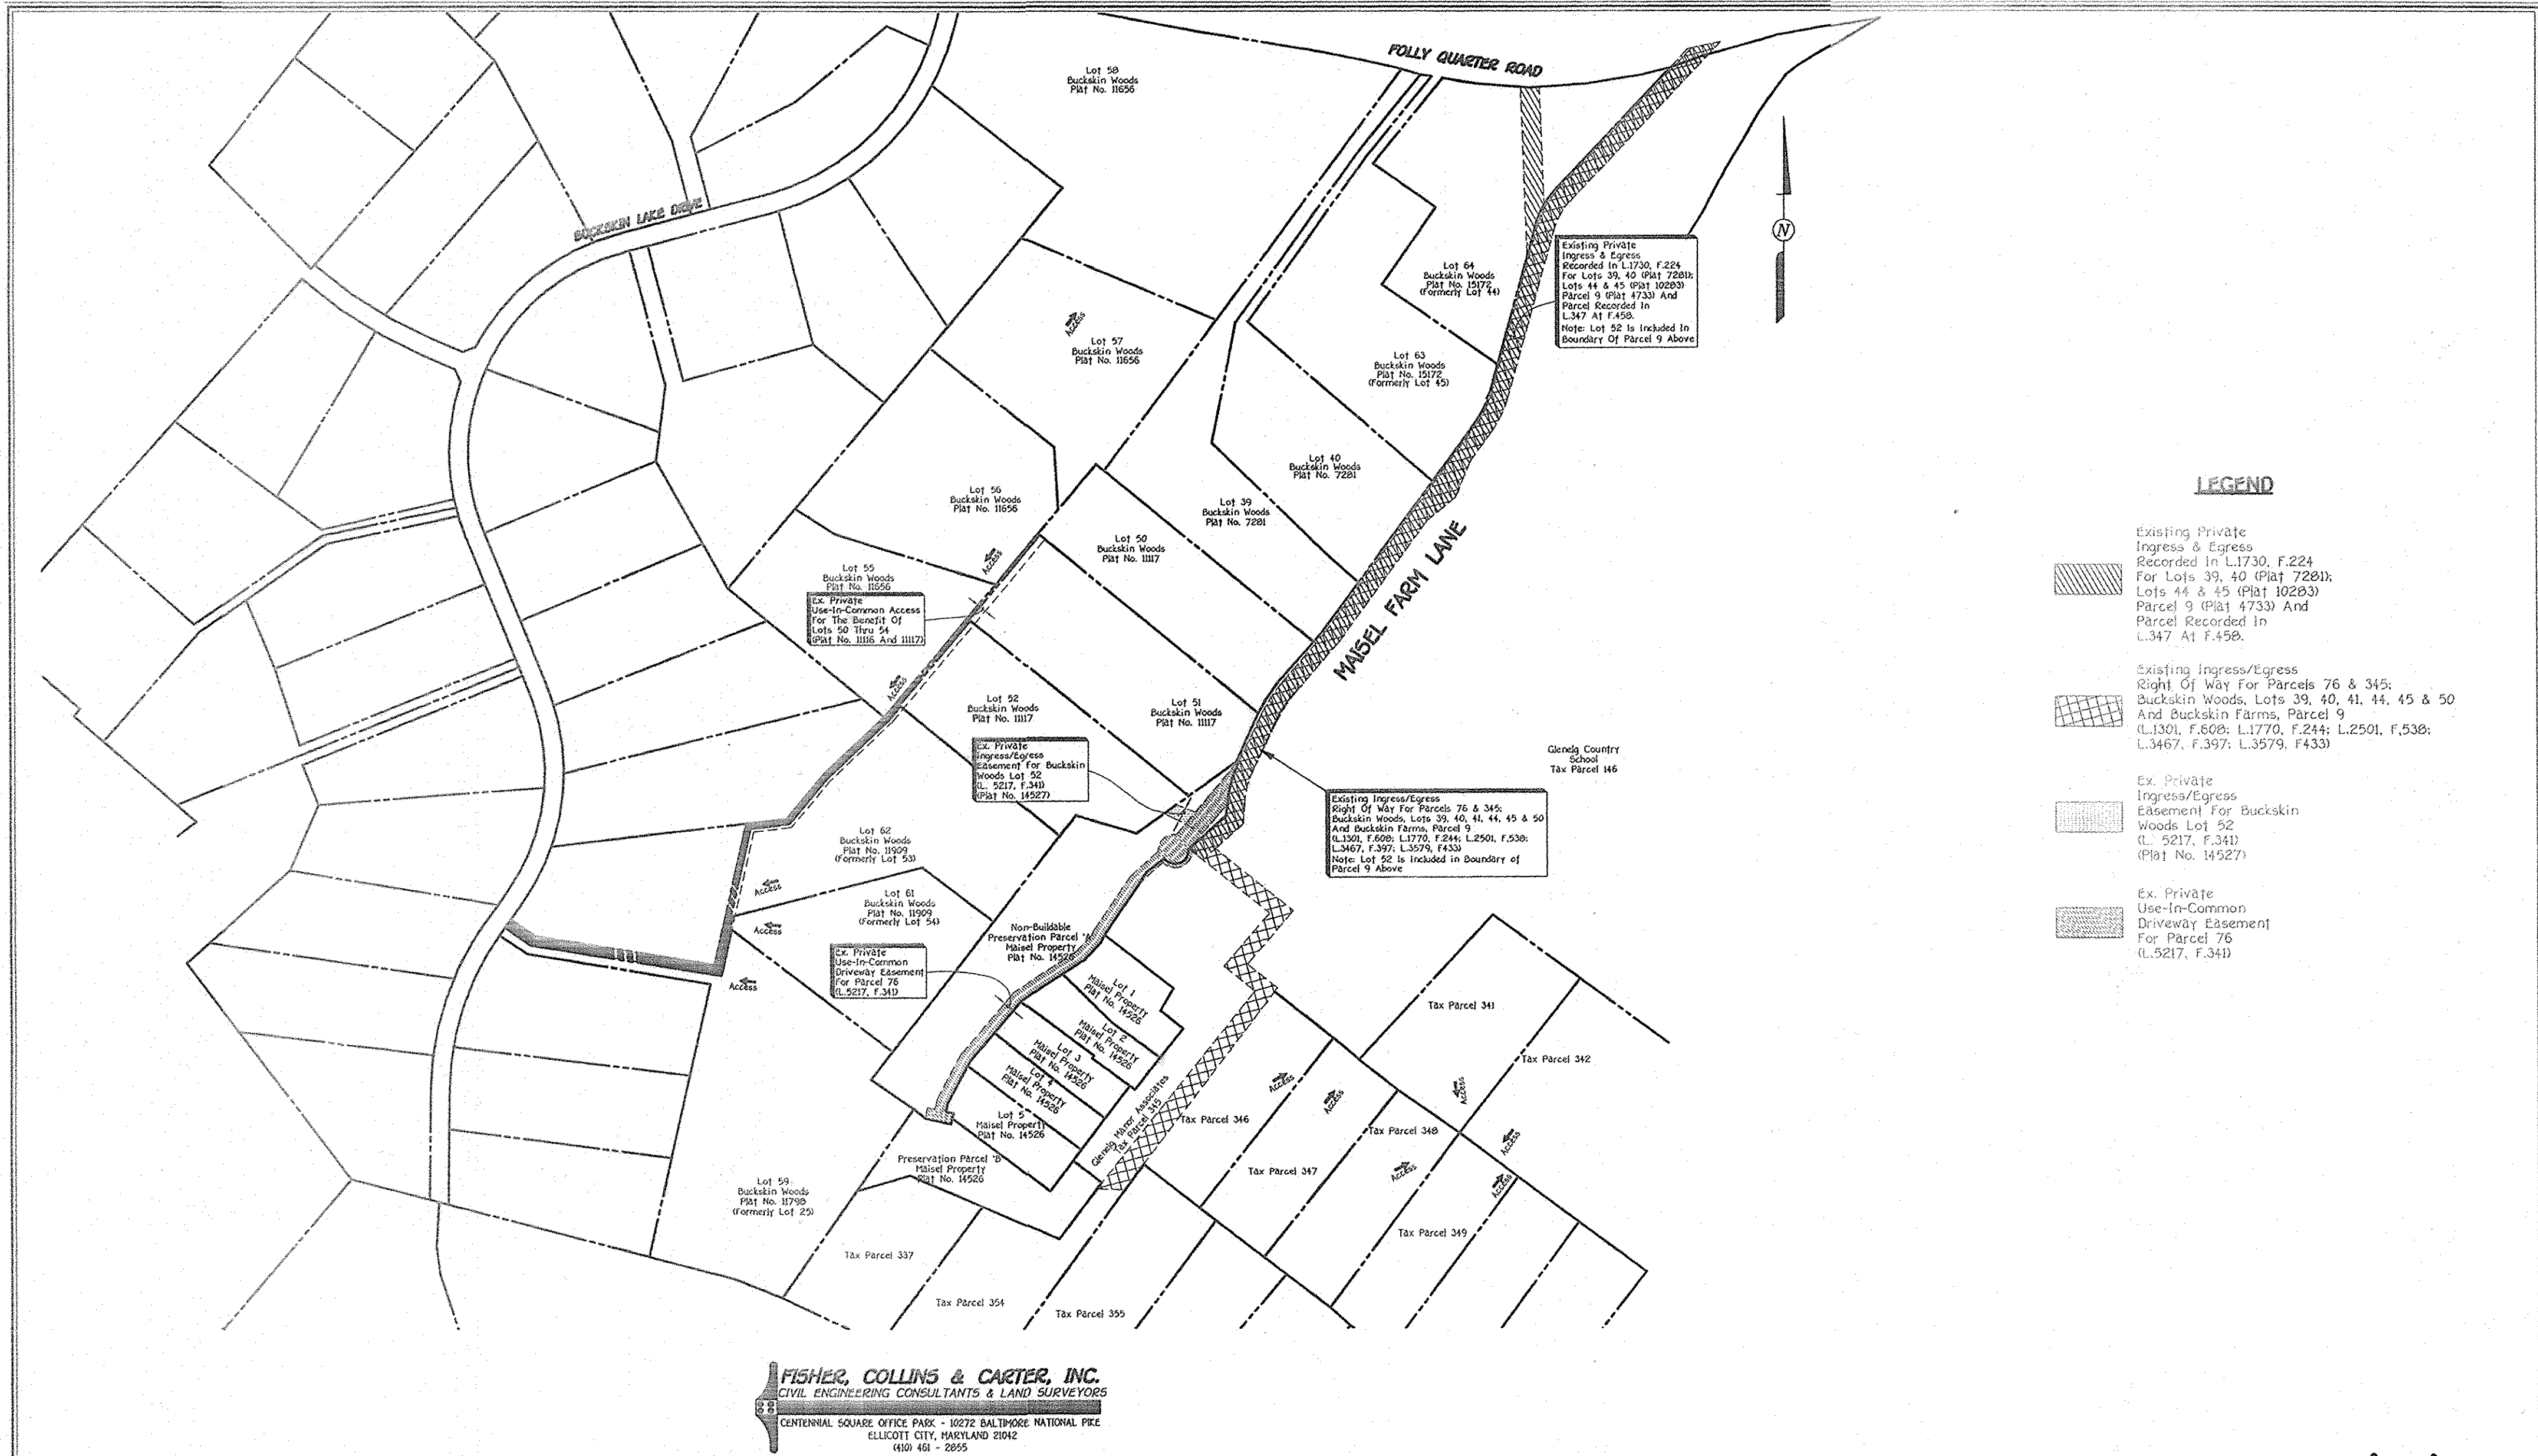 FOLLY QUARTER ROAD
Lot 58
Buckskin Woods
Plat No. 11656
BUCKSKIN LAKE DRIVE
N
Existing Private
Ingress & Egress
Recorded In L.1730, F.224
For Lots 39, 40 (Plat 7281);
Lots 44 & 45 (Plat 10283)
Parcel 9 (Plat 4733) And
Parcel Recorded In
L.347 At F.458.
Note: Lot 52 Is Included In
Boundary Of Parcel 9 Above
Lot 64
Buckskin Woods
Plat No. 15172
(Formerly Lot 44)
Access
Lot 57
Buckskin Woods
Plat No. 11656
Lot 63
Buckskin Woods
Plat No. 15172
(Formerly Lot 45)
Lot 40
Buckskin Woods
Plat No. 7281
Lot 56
Buckskin Woods
Plat No. 11656
Lot 39
Buckskin Woods
Plat No. 7281
Lot 50
Buckskin Woods
Plat No. 11117
MAISEL FARM LANE
Access
Lot 55
Buckskin Woods
Plat No. 11656
Ex. Private
Use-In-Common Access
For The Benefit Of
Lots 50 Thru 54
(Plat No. 11116 And 11117)
Access
Lot 52
Buckskin Woods
Plat No. 11117
Lot 51
Buckskin Woods
Plat No. 11117
Ex. Private
Ingress/Egress
Easement For Buckskin
Woods Lot 52
(L. 5217, F.341)
(Plat No. 14527)
Glenelg Country
School
Tax Parcel 146
Existing Ingress/Egress
Right Of Way For Parcels 76 & 345;
Buckskin Woods, Lots 39, 40, 41, 44, 45 & 50
And Buckskin Farms, Parcel 9
(L.1301, F.608; L.1770, F.244; L.2501, F.538;
L.3467, F.397; L.3579, F433)
Note: Lot 52 Is Included in Boundary of
Parcel 9 Above
Lot 62
Buckskin Woods
Plat No. 11909
(Formerly Lot 53)
Access
Lot 61
Buckskin Woods
Plat No. 11909
(Formerly Lot 54)
Access
Access
Non-Buildable
Preservation Parcel 'A'
Maisel Property
Plat No. 14526
Ex. Private
Use-In-Common
Driveway Easement
For Parcel 76
(L.5217, F.341)
Lot 1
Maisel Property
Plat No. 14526
Lot 2
Maisel Property
Plat No. 14526
Lot 3
Maisel Property
Plat No. 14526
Lot 4
Maisel Property
Plat No. 14526
Lot 5
Maisel Property
Plat No. 14526
Preservation Parcel 'B'
Maisel Property
Plat No. 14526
Glenelg Manor Associates
Tax Parcel 345
Tax Parcel 341
Tax Parcel 342
Access
Access
Access
Tax Parcel 346
Tax Parcel 348
Access
Tax Parcel 347
Access
Access
Tax Parcel 349
Lot 59
Buckskin Woods
Plat No. 11798
(Formerly Lot 25)
Tax Parcel 337
Tax Parcel 354
Tax Parcel 355
LEGEND
Existing Private
Ingress & Egress
Recorded In L.1730, F.224
For Lots 39, 40 (Plat 7281);
Lots 44 & 45 (Plat 10283)
Parcel 9 (Plat 4733) And
Parcel Recorded In
L.347 At F.458.
Existing Ingress/Egress
Right Of Way For Parcels 76 & 345;
Buckskin Woods, Lots 39, 40, 41, 44, 45 & 50
And Buckskin Farms, Parcel 9
(L.1301, F.608; L.1770, F.244; L.2501, F,538;
L.3467, F.397; L.3579, F433)
Ex. Private
Ingress/Egress
Easement For Buckskin
Woods Lot 52
(L. 5217, F.341)
(Plat No. 14527)
Ex. Private
Use-In-Common
Driveway Easement
For Parcel 76
(L.5217, F.341)
FISHER, COLLINS & CARTER, INC.
CIVIL ENGINEERING CONSULTANTS & LAND SURVEYORS
CENTENNIAL SQUARE OFFICE PARK - 10272 BALTIMORE NATIONAL PIKE
ELLICOTT CITY, MARYLAND 21042
(410) 461 - 2855